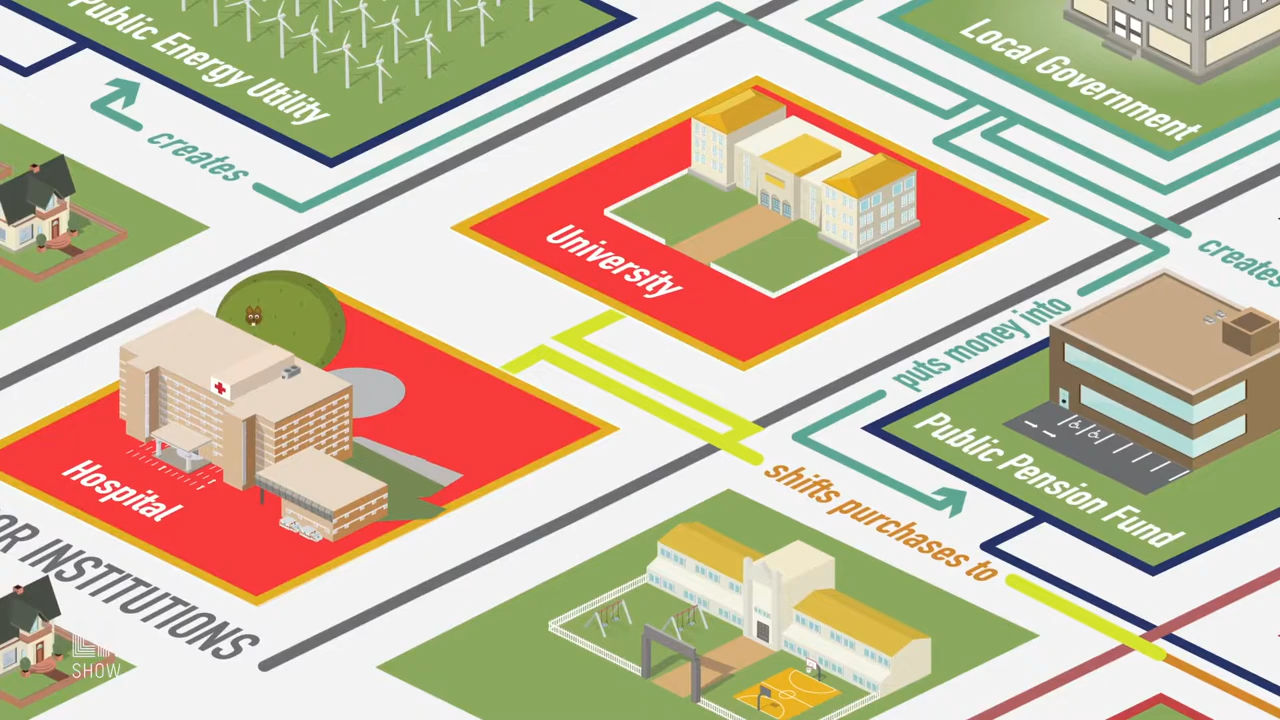 Public Energy Utility
Local Government
creates
creates
University
puts money into
Hospital
Public Pension Fund
shifts purchases to
OR INSTITUTIONS
SHOW